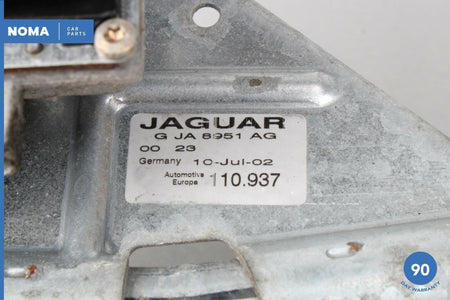 NOMA CAR PARTS
JAGUAR
G JA 8951 AG
00 23
Germany 10-Jul-02
Automotive Europe 110.937
90
DAY WARRANTY